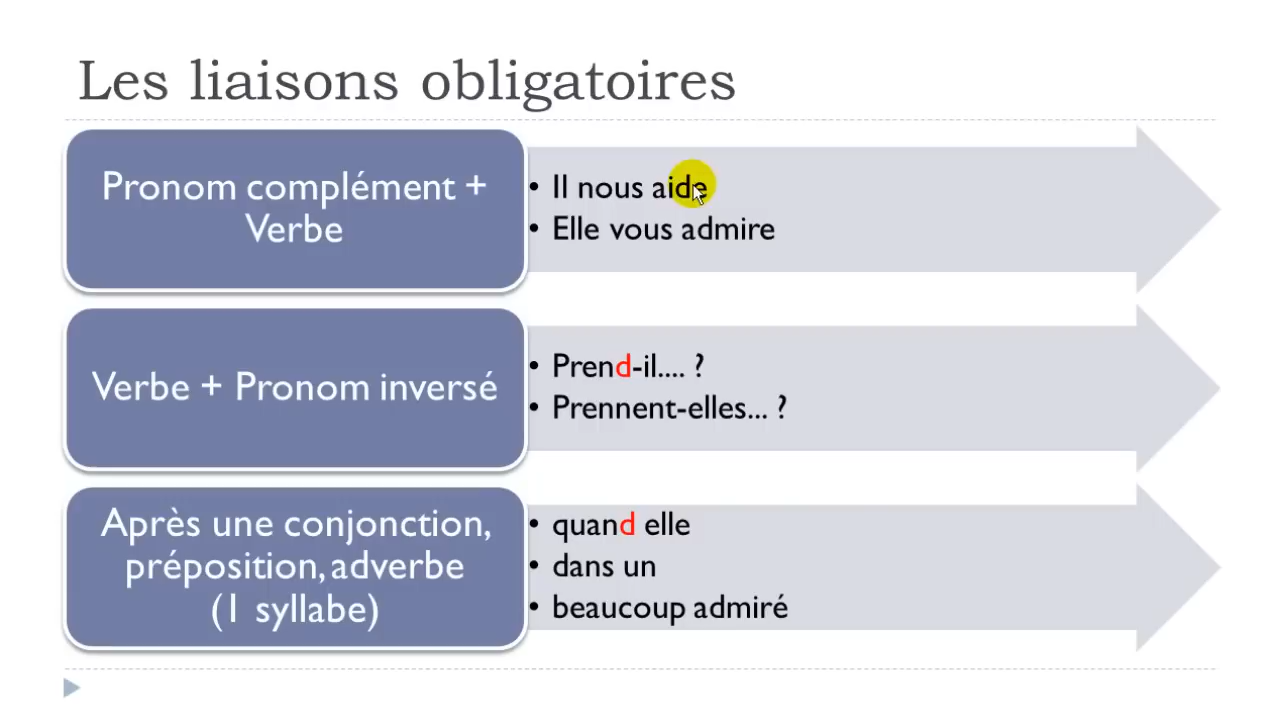 Les liaisons obligatoires
Pronom complément +
Verbe
• Il nous aide
• Elle vous admire
Verbe + Pronom inversé
• Prend-il.... ?
• Prennent-elles... ?
Après une conjonction,
préposition, adverbe
(1 syllabe)
• quand elle
• dans un
• beaucoup admiré